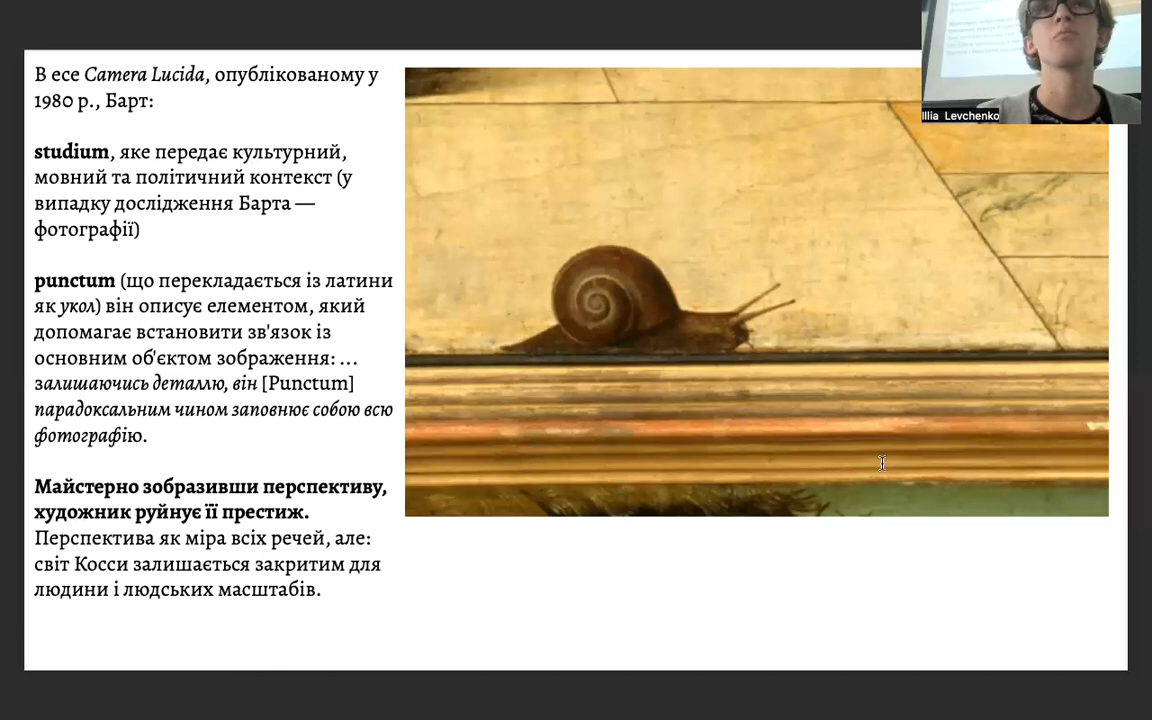 В есе Camera Lucida, опублікованому у
1980 р., Барт:
studium, яке передає культурний,
мовний та політичний контекст (у
випадку дослідження Барта —
фотографії)
punctum (що перекладається із латини
як укол) він описує елементом, який
допомагає встановити зв'язок із
основним об'єктом зображення: ...
залишаючись деталлю, він [Punctum]
парадоксальним чином заповнює собою всю
фотографію.
Майстерно зобразивши перспективу,
художник руйнує її престиж.
Перспектива як міра всіх речей, але:
світ Косси залишається закритим для
людини і людських масштабів.
Illia Levchenko